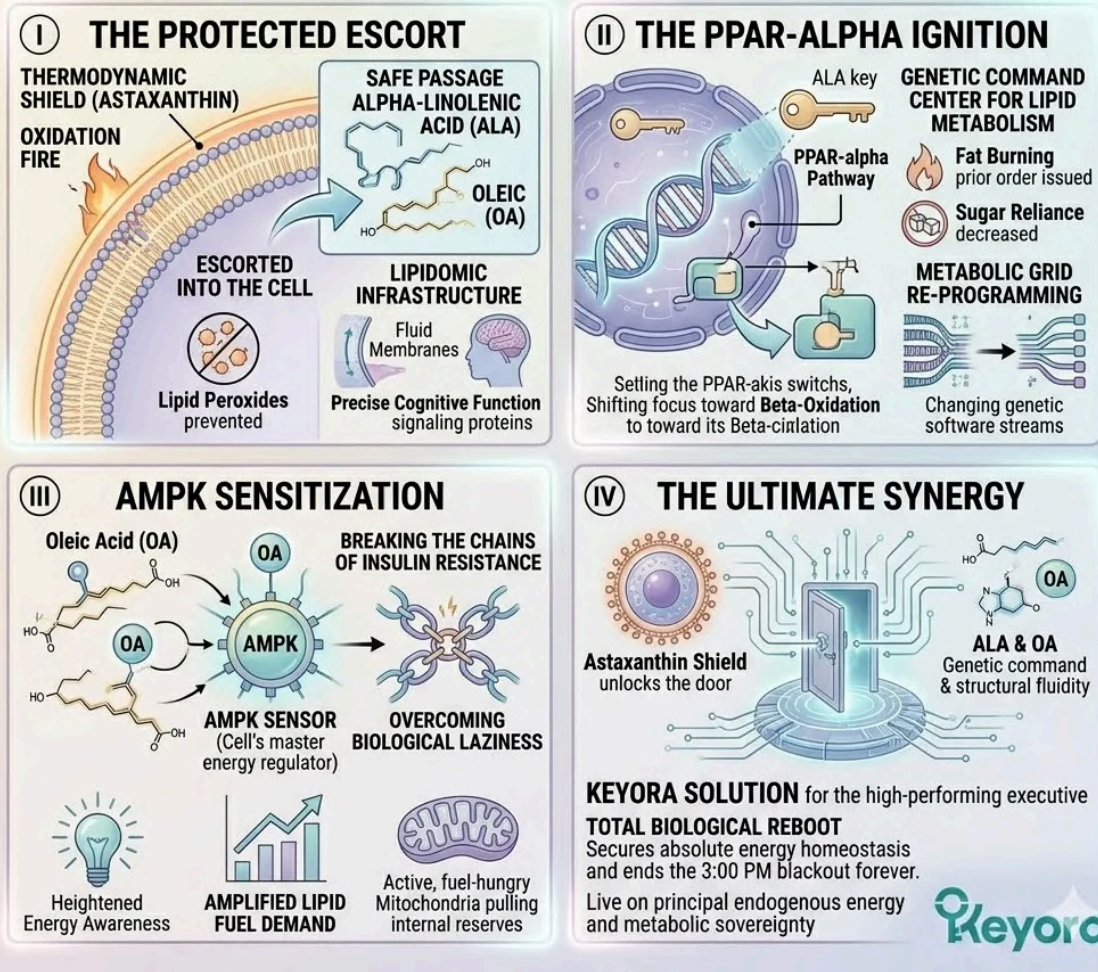 I THE PROTECTED ESCORT
THERMODYNAMIC
SHIELD (ASTAXANTHIN)
OXIDATION
FIRE
SAFE PASSAGE
ALPHA-LINOLENIC
ACID (ALA)
OH
OLEIC
(OA)
HO
ESCORTED
INTO THE CELL
Lipid Peroxides
prevented
LIPIDOMIC
INFRASTRUCTURE
Fluid
Membranes
Precise Cognitive Function
signaling proteins
II THE PPAR-ALPHA IGNITION
ALA key
PPAR-alpha
Pathway
GENETIC COMMAND
CENTER FOR LIPID
METABOLISM
Fat Burning
prior order issued
Sugar Reliance
decreased
METABOLIC GRID
RE-PROGRAMMING
Changing genetic
software streams
Setling the PPAR-akis switchs,
Shifting focus toward Beta-Oxidation
to toward its Beta-cirlation
III AMPK SENSITIZATION
Oleic Acid (OA)
O
OH
HO
O
OA
HO
O
OH
OA
AMPK
AMPK SENSOR
(Cell's master
energy regulator)
BREAKING THE CHAINS
OF INSULIN RESISTANCE
OVERCOMING
BIOLOGICAL LAZINESS
Heightened
Energy Awareness
AMPLIFIED LIPID
FUEL DEMAND
Active, fuel-hungry
Mitochondria pulling
internal reserves
IV THE ULTIMATE SYNERGY
Astaxanthin Shield
unlocks the door
HO
O
OA
N
O
ALA & OA
Genetic command
& structural fluidity
KEYORA SOLUTION for the high-performing executive
TOTAL BIOLOGICAL REBOOT
Secures absolute energy homeostasis
and ends the 3:00 PM blackout forever.
Live on principal endogenous energy
and metabolic sovereignty
Keyora